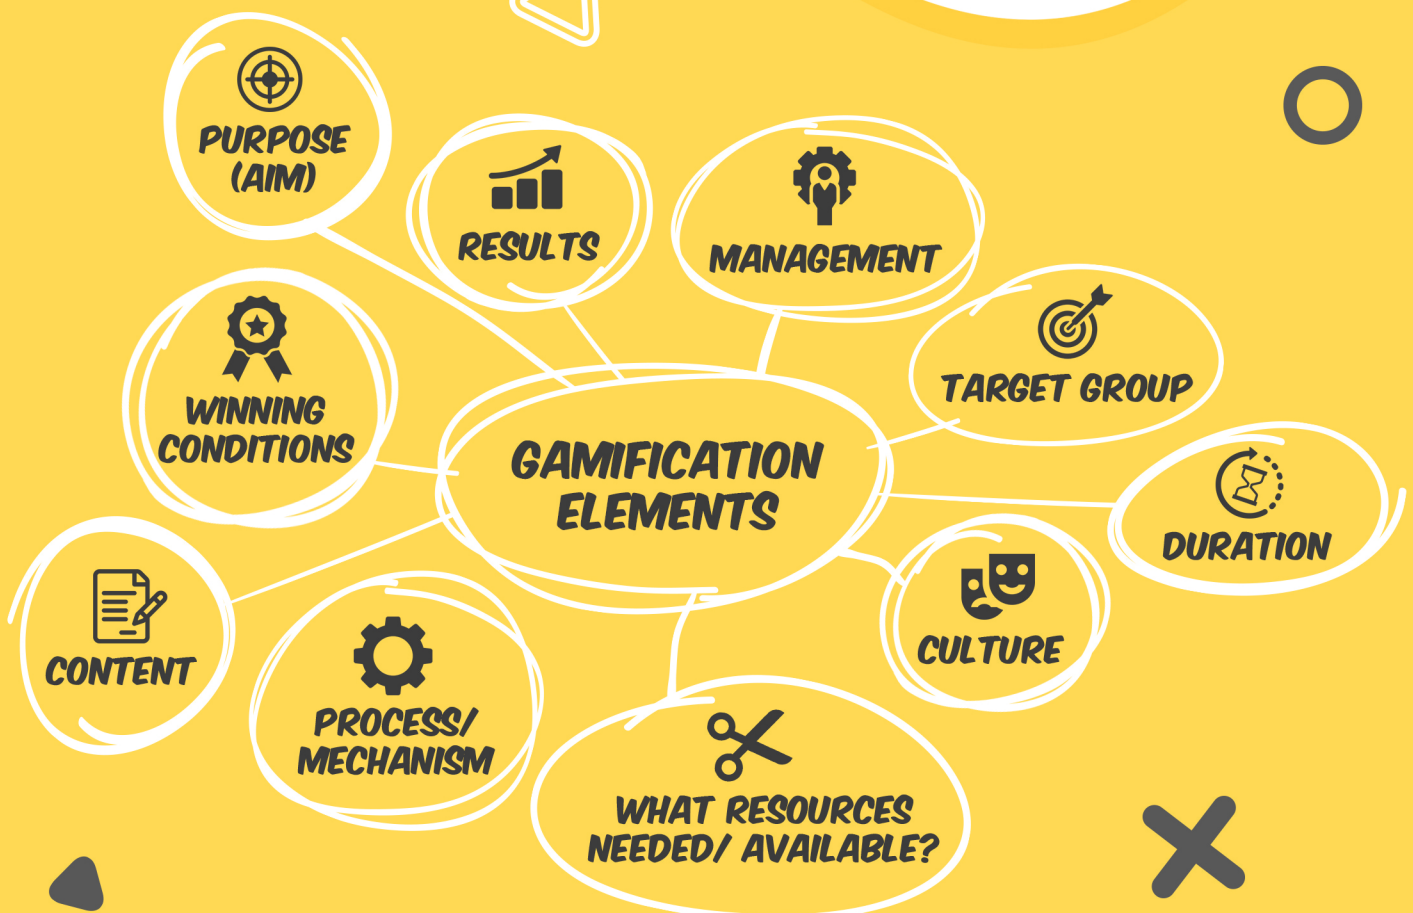 PURPOSE
(AIM)
RESULTS
MANAGEMENT
TARGET GROUP
WINNING
CONDITIONS
GAMIFICATION
ELEMENTS
DURATION
CULTURE
CONTENT
PROCESS/
MECHANISM
WHAT RESOURCES
NEEDED/ AVAILABLE?